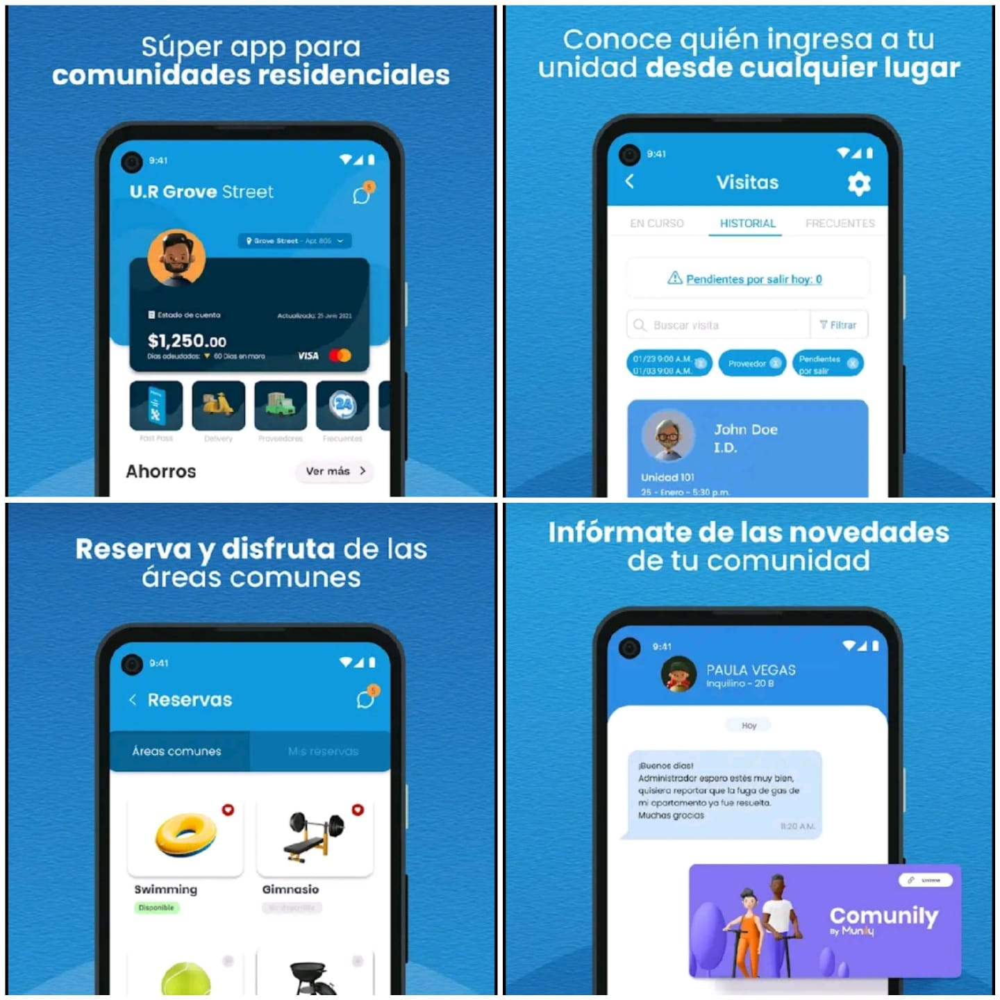 Súper app para
comunidades residenciales
9:41
U.R Grove Street
5
Grove Street - Apt 805
Estado de cuenta
Actualizado: 25 Junio 2021
$1,250.00
Días adeudados: 60 Días en mora
VISA
Fast Pass
Delivery
Proveedores
24
Frecuentes
Ahorros
Ver más
Conoce quién ingresa a tu
unidad desde cualquier lugar
9:41
Visitas
EN CURSO
HISTORIAL
FRECUENTES
Pendientes por salir hoy: 0
Buscar visita
Filtrar
01/23 9:00 A.M.
01/03 9:00 A.M.
X
Proveedor
X
Pendientes
por salir
X
John Doe
I.D.
Unidad 101
25 - Enero - 5:30 p.m.
Reserva y disfruta de las
áreas comunes
9:41
Reservas
5
Áreas comunes
Mis reservas
Swimming
Disponible
Gimnasio
No disponible
Infórmate de las novedades
de tu comunidad
9:41
PAULA VEGAS
Inquilino - 20 B
Hoy
¡Buenos días!
Administrador espero estés muy bien,
quisiera reportar que la fuga de gas de
mi apartamento ya fue resuelta.
Muchas gracias
11:20 A.M.
Unirme
Comunily
By Munily